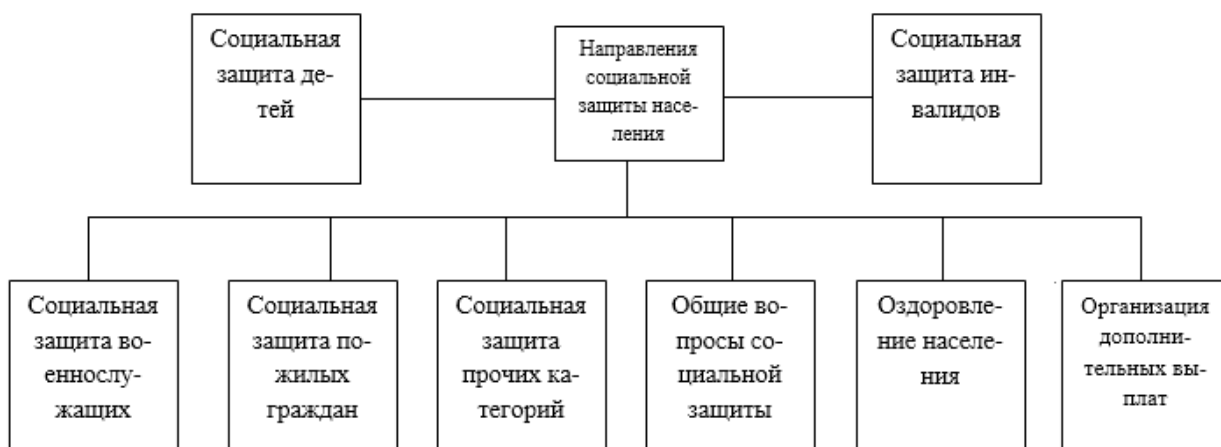 Социальная
защита де-
тей
Направления
социальной
защиты насе-
ления
Социальная
защита ин-
валидов
Социальная
защита во-
еннослу-
жащих
Социальная
защита по-
жилых
граждан
Социальная
защита
прочих ка-
тегорий
Общие во-
просы со-
циальной
защиты
Оздоровле-
ние населе-
ния
Организация
дополни-
тельных вы-
плат